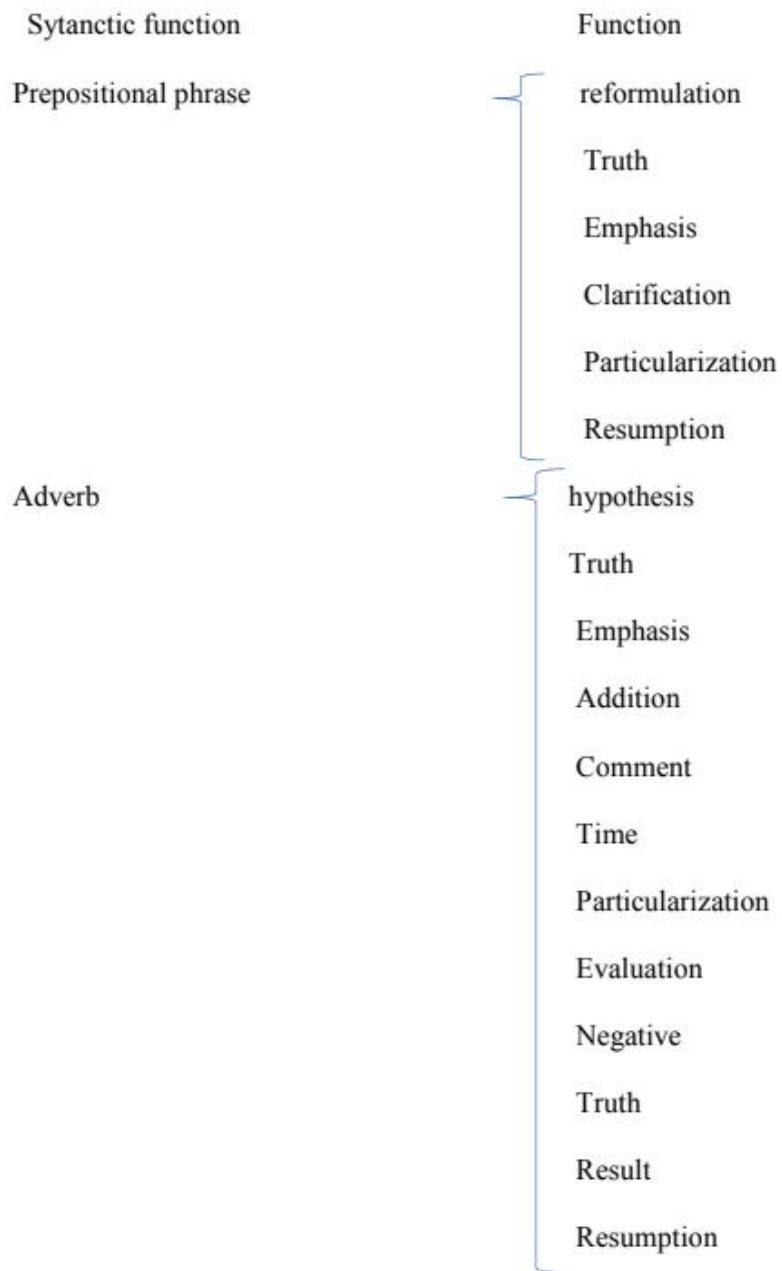 Sytanctic function Function
Prepositional phrase reformulation
Truth
Emphasis
Clarification
Particularization
Resumption
Adverb hypothesis
Truth
Emphasis
Addition
Comment
Time
Particularization
Evaluation
Negative
Truth
Result
Resumption